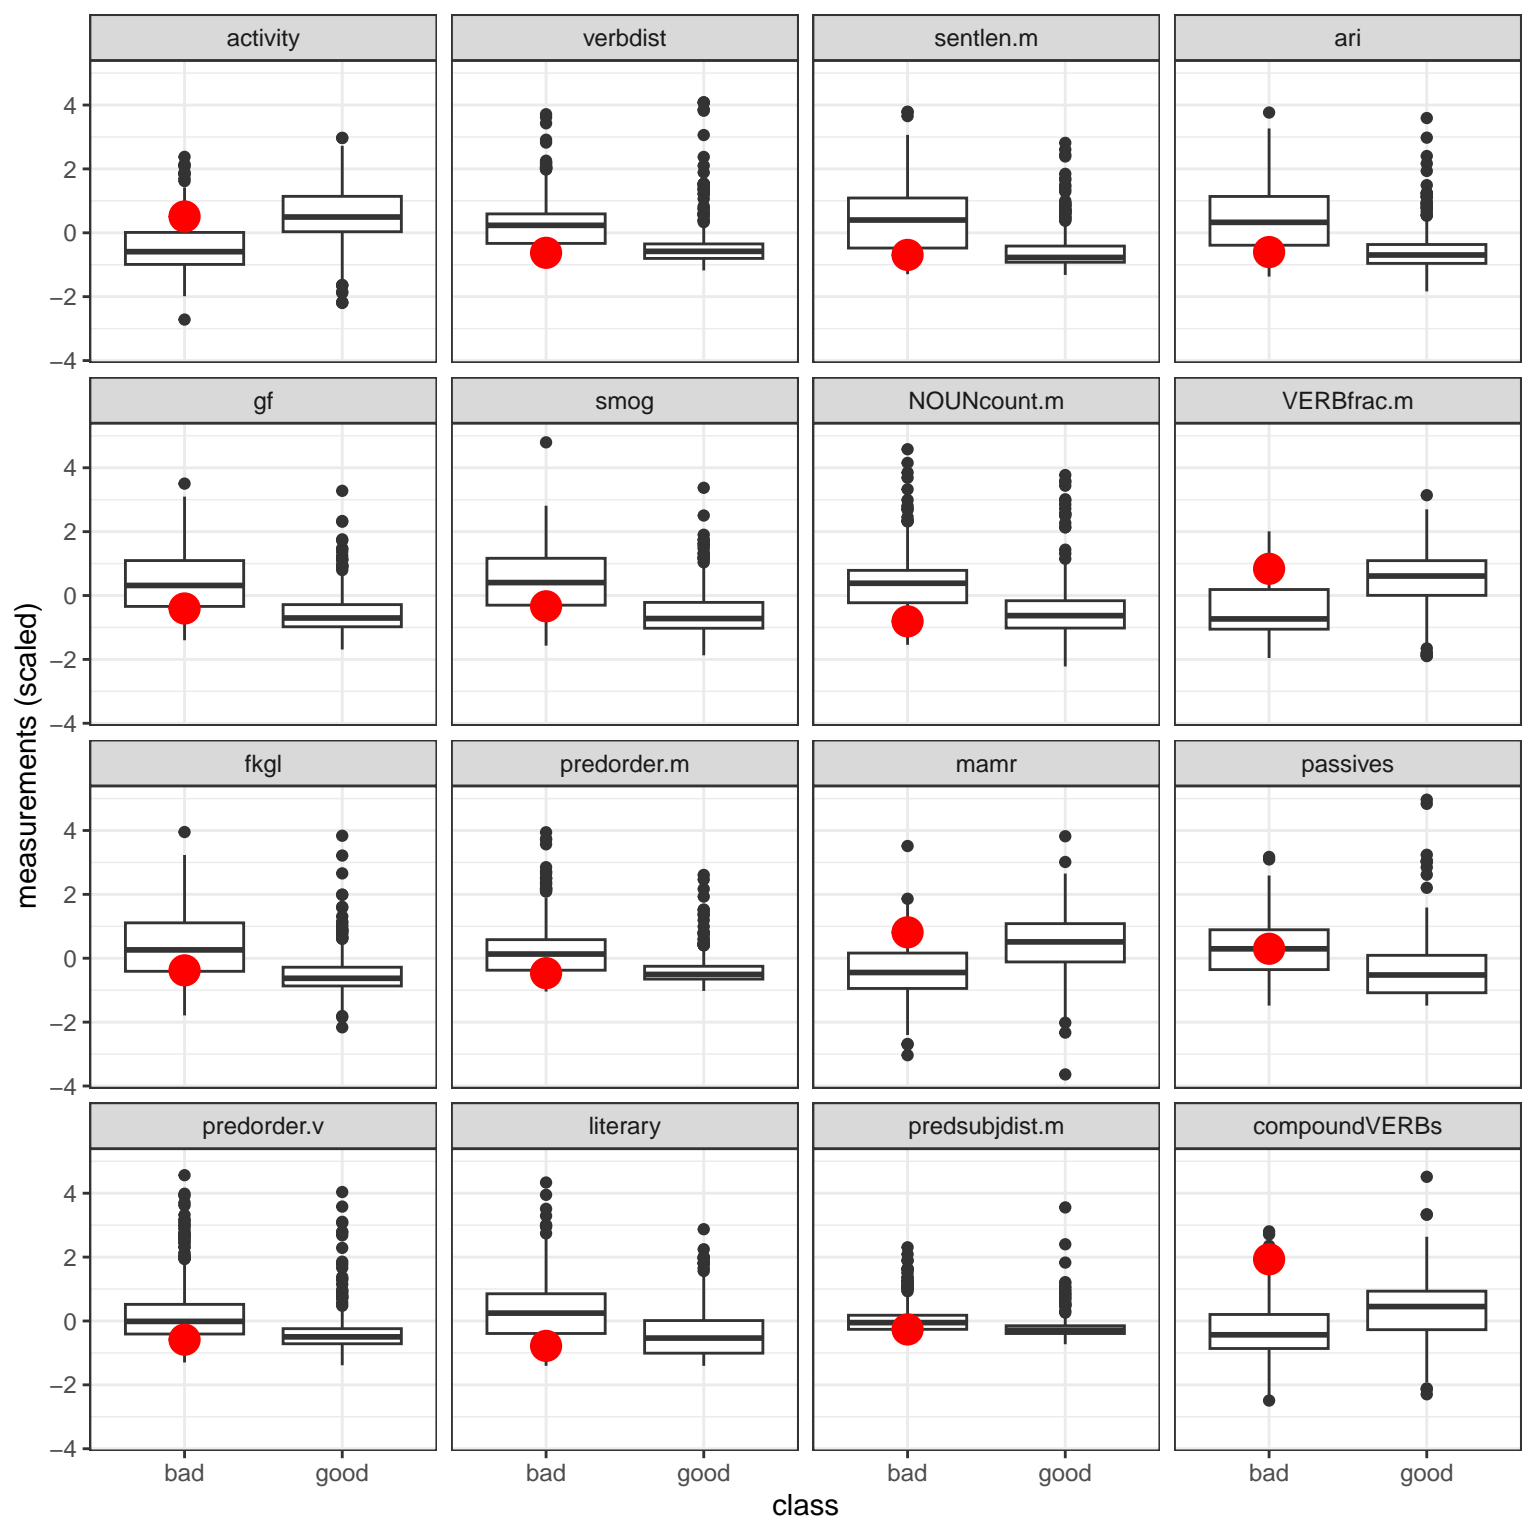 activity verbdist sentlen.m ari
4
2
0
−2
−4
gf smog NOUNcount.m VERBfrac.m
4
2
0
−2
−4
measurements (scaled)
fkgl predorder.m mamr passives
4
2
0
−2
−4
predorder.v literary predsubjdist.m compoundVERBs
4
2
0
−2
−4
bad good bad good bad good bad good
class